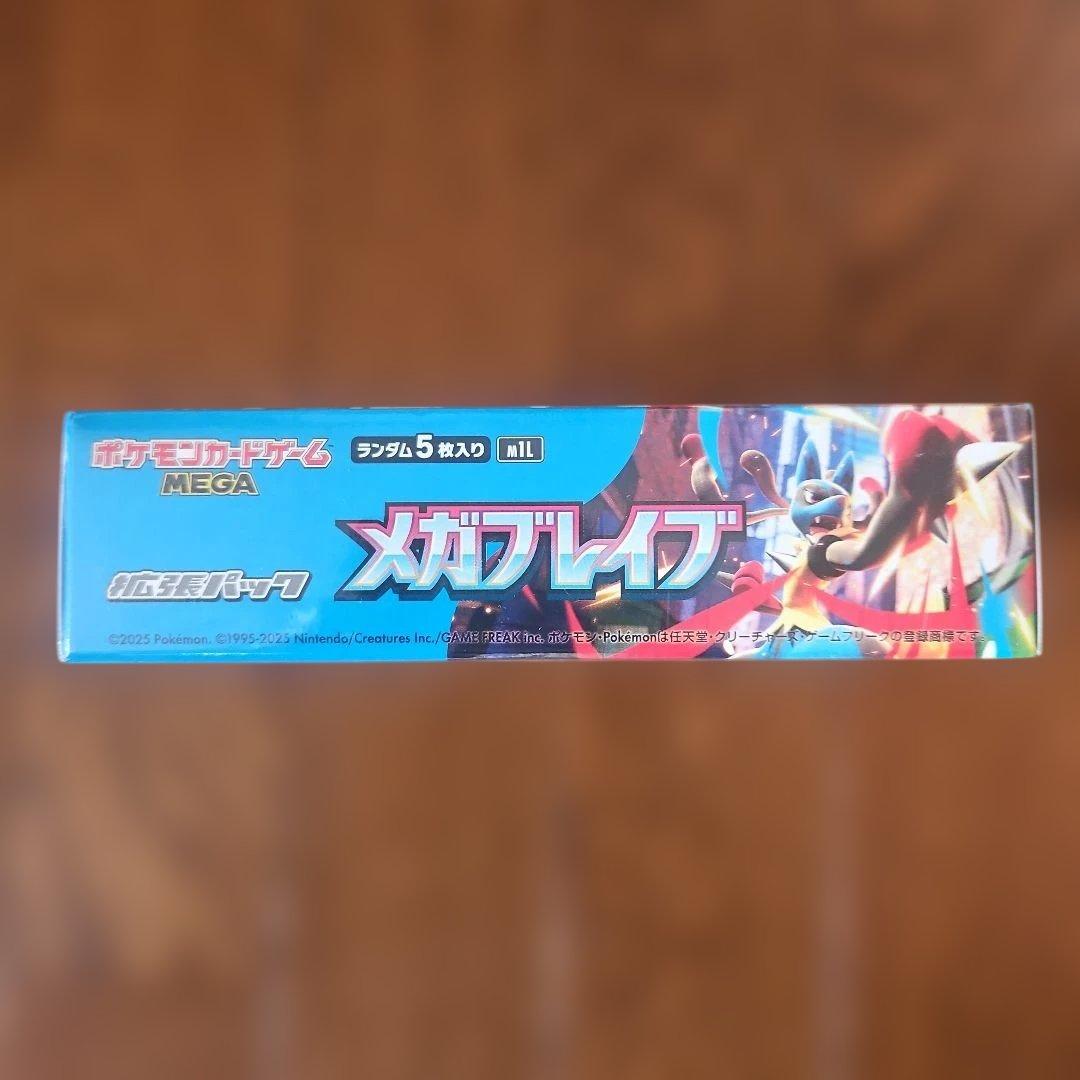 ポケモンカードゲーム
MEGA
ランダム5枚入り
M1L
メガブレイブ
拡張パック
©2025 Pokémon. ©1995-2025 Nintendo/Creatures Inc./GAME FREAK inc. ポケモン・Pokémonは任天堂・クリーチャーズ・ゲームフリークの登録商標です。